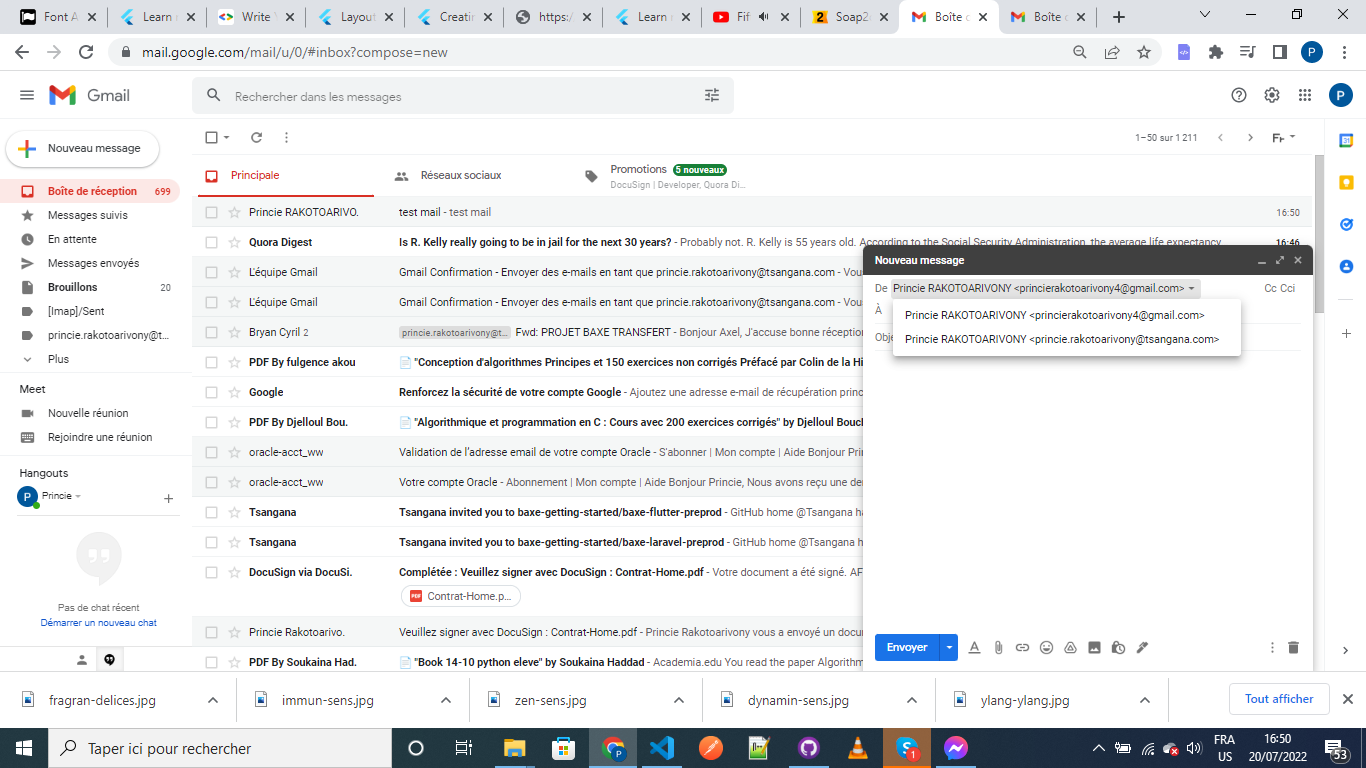 Font A
Learn
Write Y
Layout
Creatin
https:/
Learn
Fif
Soap2
Boîte d
Boîte d
mail.google.com/mail/u/0/#inbox?compose=new
P
Gmail
Rechercher dans les messages
P
Nouveau message
1–50 sur 1 211
Boîte de réception 699
Messages suivis
En attente
Messages envoyés
Brouillons 20
[Imap]/Sent
princie.rakotoarivony@t...
Plus
Meet
Nouvelle réunion
Rejoindre une réunion
Hangouts
P Princie
Pas de chat récent
Démarrer un nouveau chat
Principale
Réseaux sociaux
Promotions 5 nouveaux
DocuSign | Developer, Quora Di...
Princie RAKOTOARIVO. test mail - test mail 16:50
Quora Digest Is R. Kelly really going to be in jail for the next 30 years? - Probably not. R. Kelly is 55 years old. According to the Social Security Administration, the average life expectancy 16:46
L'équipe Gmail Gmail Confirmation - Envoyer des e-mails en tant que princie.rakotoarivony@tsangana.com - Vou
L'équipe Gmail Gmail Confirmation - Envoyer des e-mails en tant que princie.rakotoarivony@tsangana.com - Vou
Bryan Cyril 2 princie.rakotoarivony@t... Fwd: PROJET BAXE TRANSFERT - Bonjour Axel, J'accuse bonne réception
PDF By fulgence akou "Conception d'algorithmes Principes et 150 exercices non corrigés Préfacé par Colin de la Hi
Google Renforcez la sécurité de votre compte Google - Ajoutez une adresse e-mail de récupération princ
PDF By Djelloul Bou. "Algorithmique et programmation en C : Cours avec 200 exercices corrigés" by Djelloul Bouch
oracle-acct_ww Validation de l'adresse email de votre compte Oracle - S'abonner | Mon compte | Aide Bonjour Prin
oracle-acct_ww Votre compte Oracle - Abonnement | Mon compte | Aide Bonjour Princie, Nous avons reçu une dem
Tsangana Tsangana invited you to baxe-getting-started/baxe-flutter-preprod - GitHub home @Tsangana ha
Tsangana Tsangana invited you to baxe-getting-started/baxe-laravel-preprod - GitHub home @Tsangana h
DocuSign via DocuSi. Complétée : Veuillez signer avec DocuSign : Contrat-Home.pdf - Votre document a été signé. AF
PDF Contrat-Home.p...
Princie Rakotoarivo. Veuillez signer avec DocuSign : Contrat-Home.pdf - Princie Rakotoarivony vous a envoyé un docu
PDF By Soukaina Had. "Book 14-10 python eleve" by Soukaina Haddad - Academia.edu You read the paper Algorithm
Nouveau message
De Princie RAKOTOARIVONY <princierakotoarivony4@gmail.com> Cc Cci
À
Princie RAKOTOARIVONY <princierakotoarivony4@gmail.com>
Obje
Princie RAKOTOARIVONY <princie.rakotoarivony@tsangana.com>
Envoyer
fragran-delices.jpg
immun-sens.jpg
zen-sens.jpg
dynamin-sens.jpg
ylang-ylang.jpg
Tout afficher
Taper ici pour rechercher
1
FRA
US
16:50
20/07/2022
53